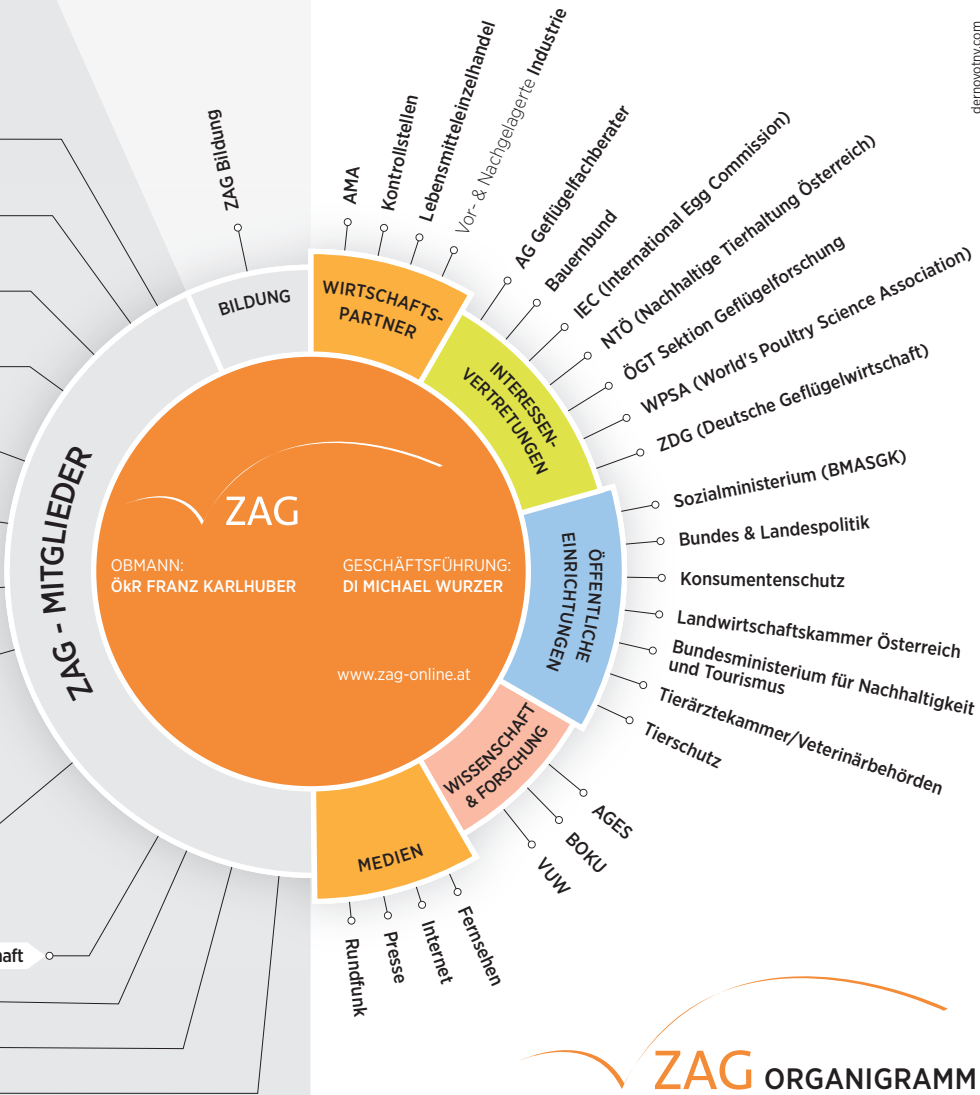 dernovotny.com
ZAG Bildung
AMA
Kontrollstellen
Lebensmitteleinzelhandel
Vor- & Nachgelagerte Industrie
AG Geflügelfachberater
Bauernbund
IEC (International Egg Commission)
NTÖ (Nachhaltige Tierhaltung Österreich)
ÖGT Sektion Geflügelforschung
WPSA (World's Poultry Science Association)
ZDG (Deutsche Geflügelwirtschaft)
Sozialministerium (BMASGK)
Bundes & Landespolitik
Konsumentenschutz
Landwirtschaftskammer Österreich
Bundesministerium für Nachhaltigkeit
und Tourismus
Tierärztekammer/Veterinärbehörden
Tierschutz
AGES
BOKU
VUW
Fernsehen
Internet
Presse
Rundfunk
BILDUNG
WIRTSCHAFTS-
PARTNER
INTERESSEN-
VERTRETUNGEN
ÖFFENTLICHE
EINRICHTUNGEN
WISSENSCHAFT
& FORSCHUNG
MEDIEN
ZAG - MITGLIEDER
ZAG
OBMANN:
ÖkR FRANZ KARLHUBER
GESCHÄFTSFÜHRUNG:
DI MICHAEL WURZER
www.zag-online.at
aft
ZAG ORGANIGRAMM